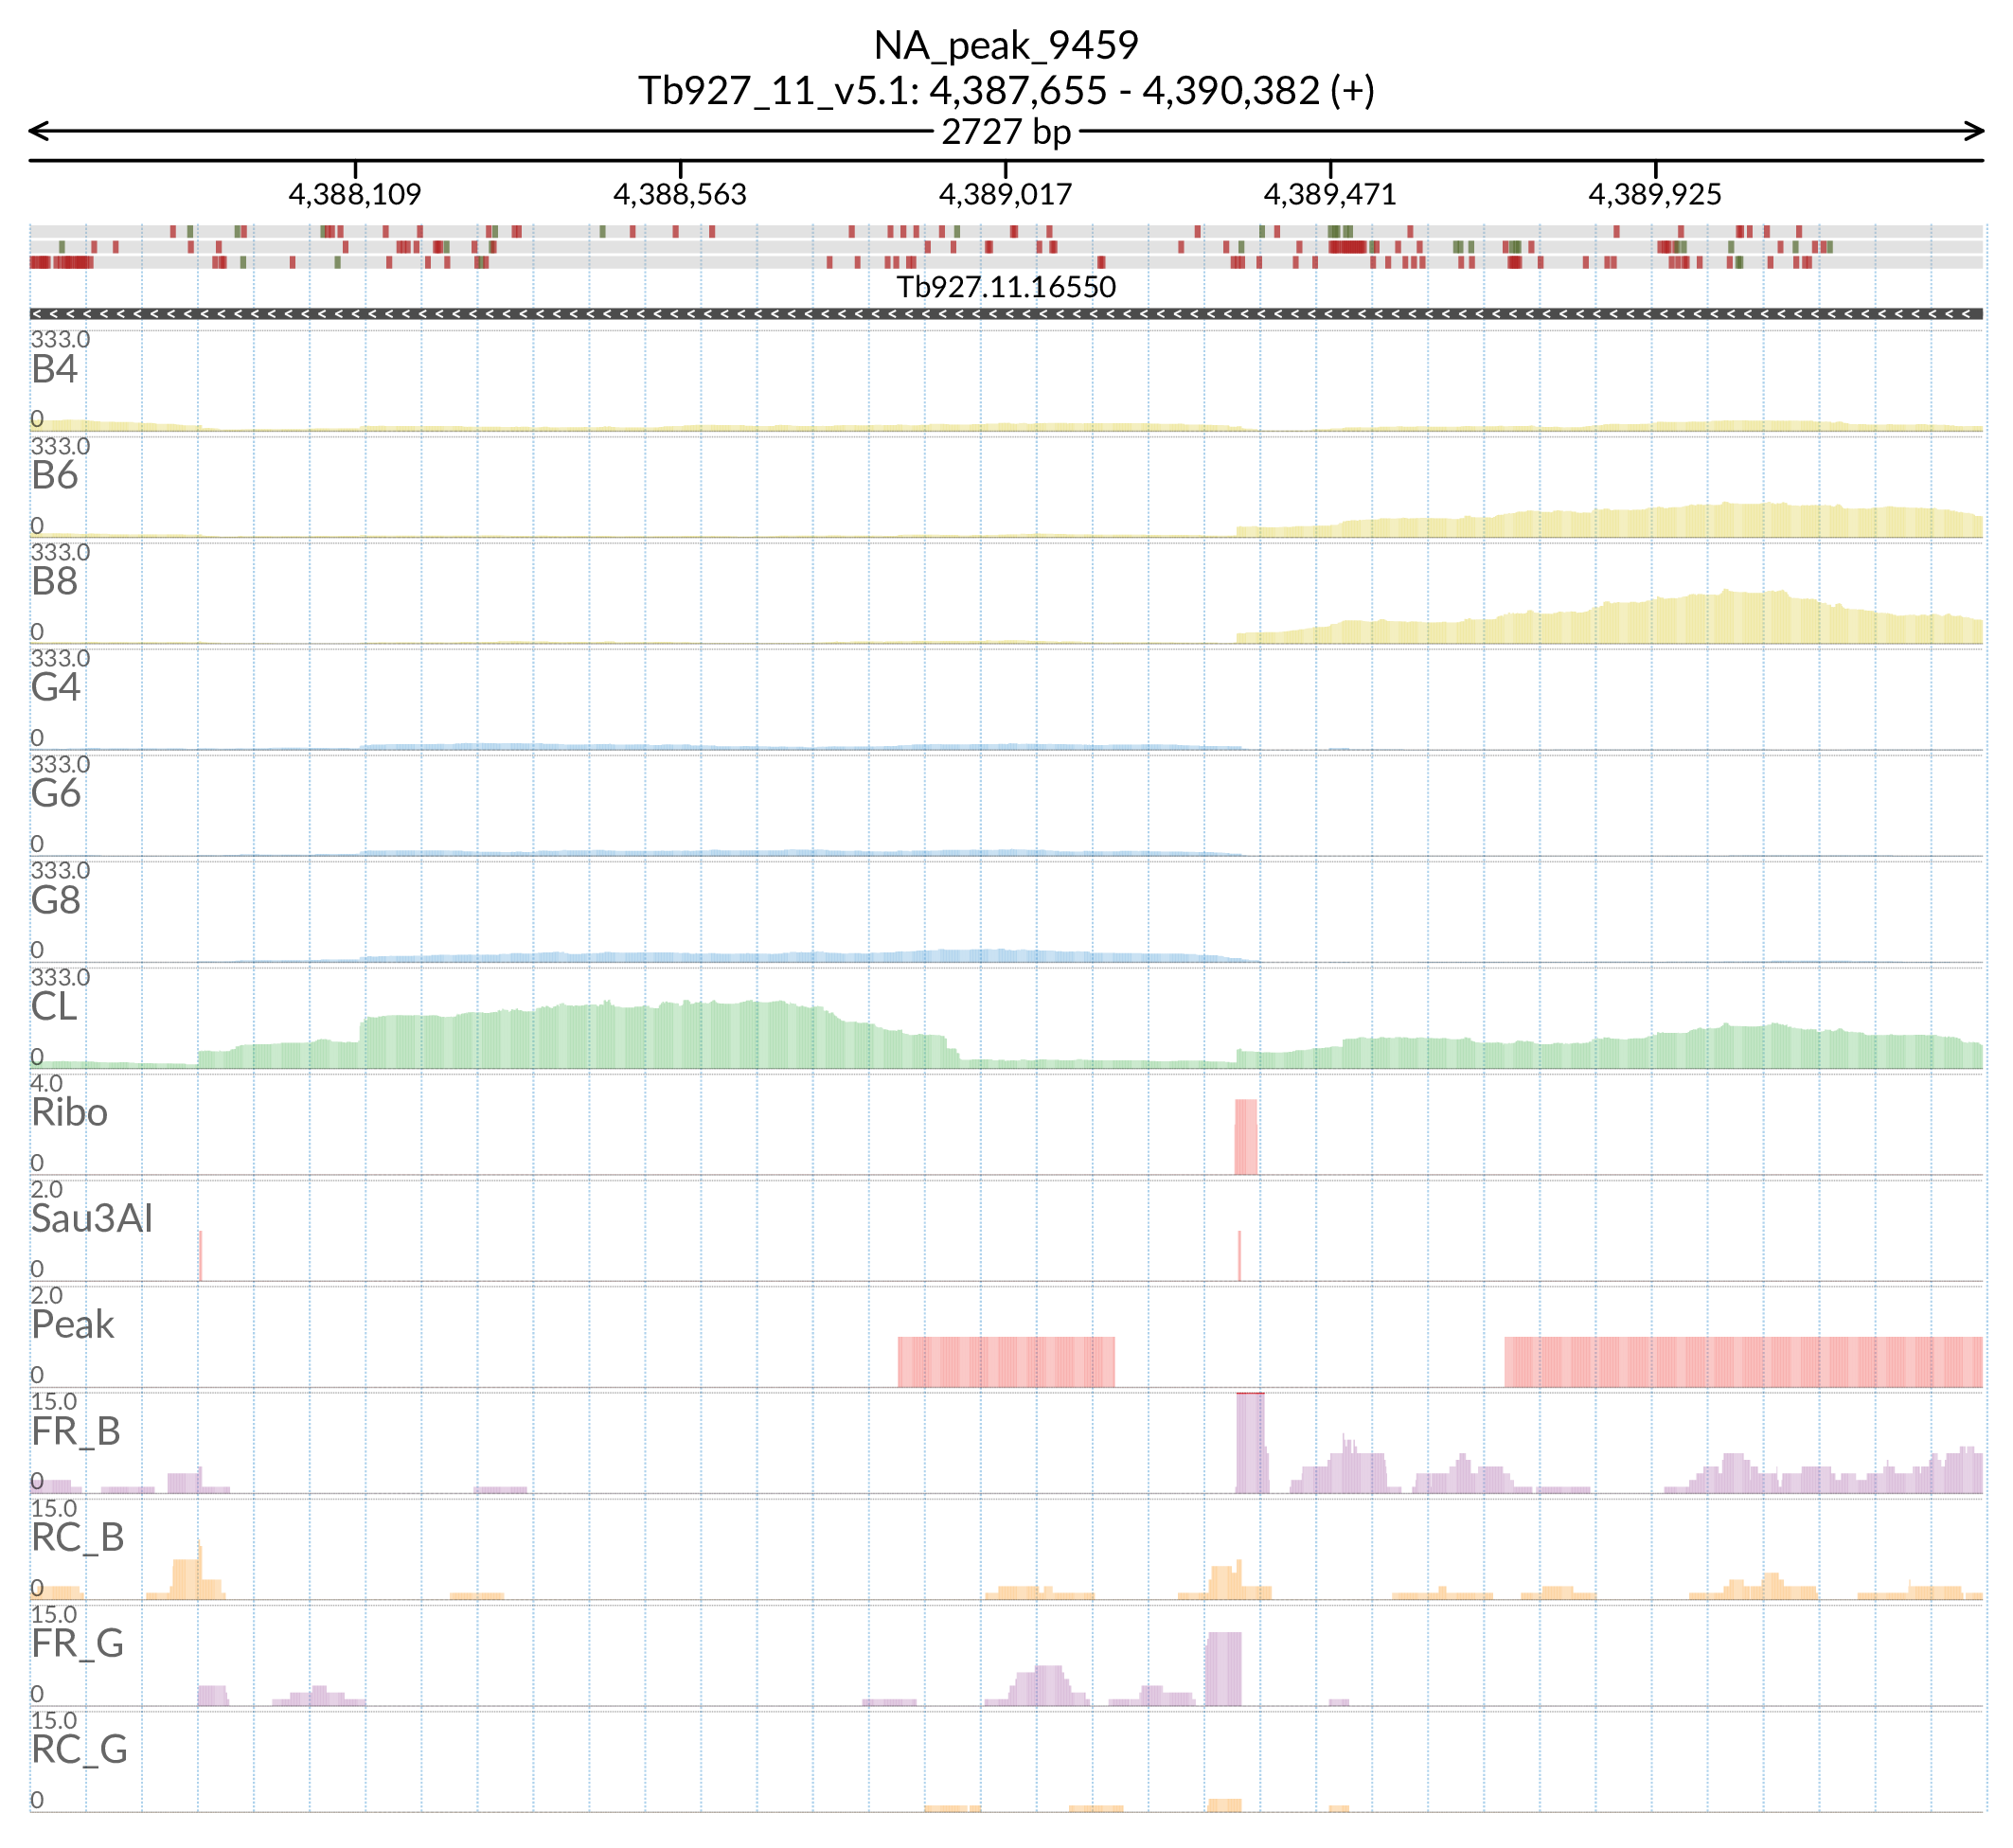 NA_peak_9459
Tb927_11_v5.1: 4,387,655 - 4,390,382 (+)
2727 bp
4,388,109 4,388,563 4,389,017 4,389,471 4,389,925
Tb927.11.16550
333.0
B4
0
333.0
B6
0
333.0
B8
0
333.0
G4
0
333.0
G6
0
333.0
G8
0
333.0
CL
0
4.0
Ribo
0
2.0
Sau3AI
0
2.0
Peak
0
15.0
FR_B
0
15.0
RC_B
0
15.0
FR_G
0
15.0
RC_G
0